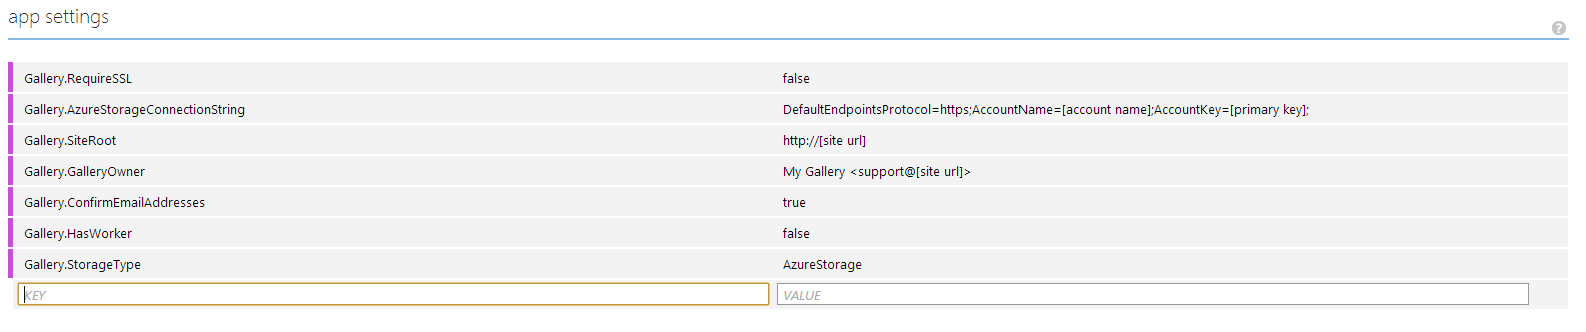 app settings
?
Gallery.RequireSSL false
Gallery.AzureStorageConnectionString DefaultEndpointsProtocol=https;AccountName=[account name];AccountKey=[primary key];
Gallery.SiteRoot http://[site url]
Gallery.GalleryOwner My Gallery <support@[site url]>
Gallery.ConfirmEmailAddresses true
Gallery.HasWorker false
Gallery.StorageType AzureStorage
KEY VALUE